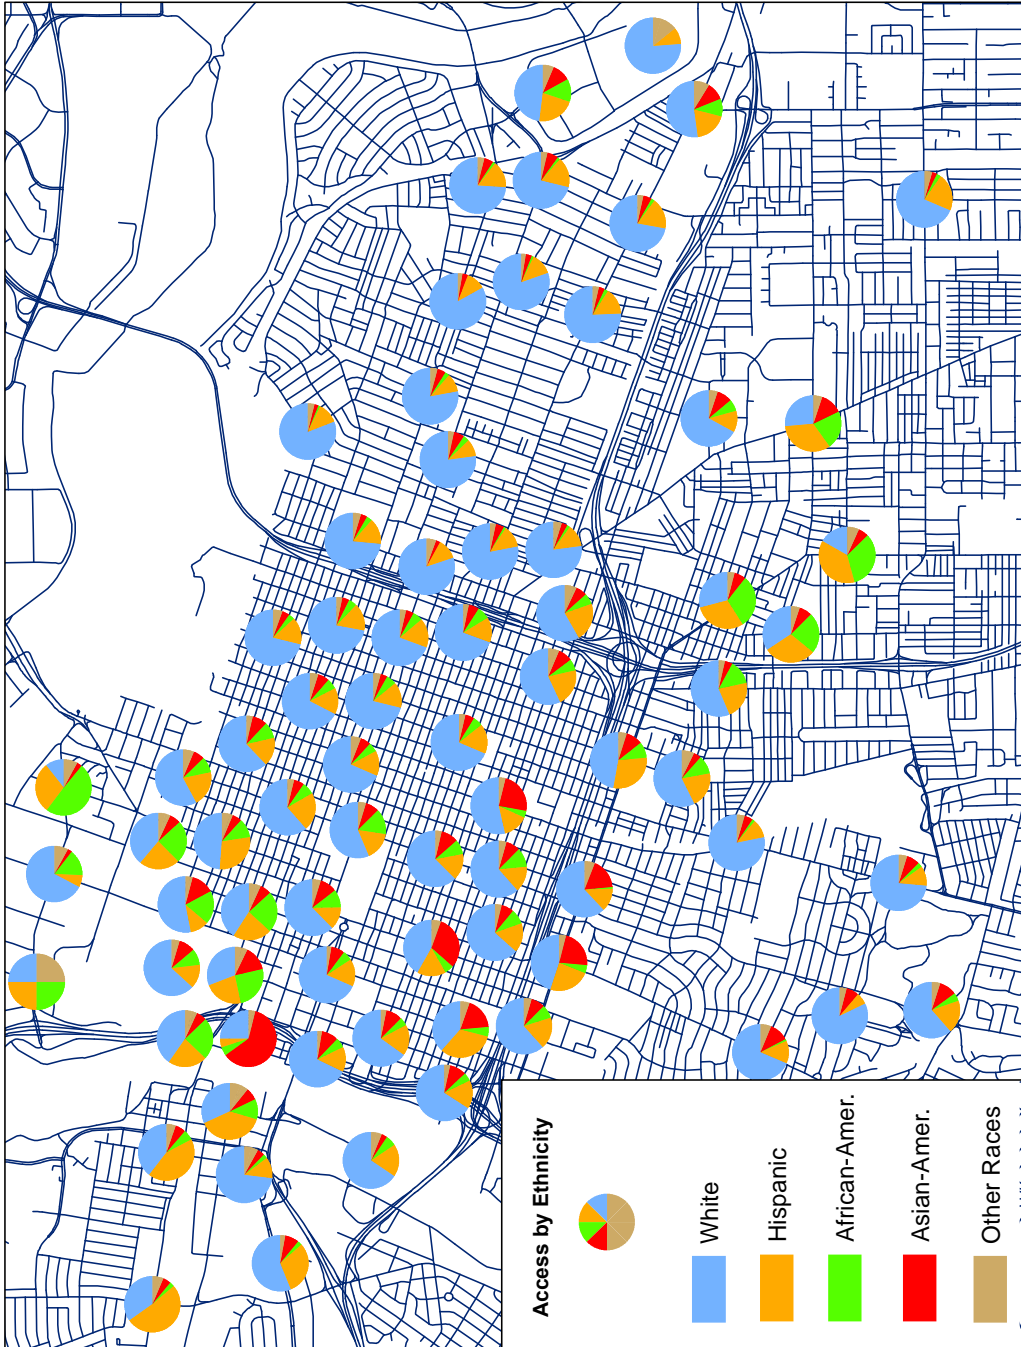 Access by Ethnicity
White
Hispanic
African-Amer.
Asian-Amer.
Other Races